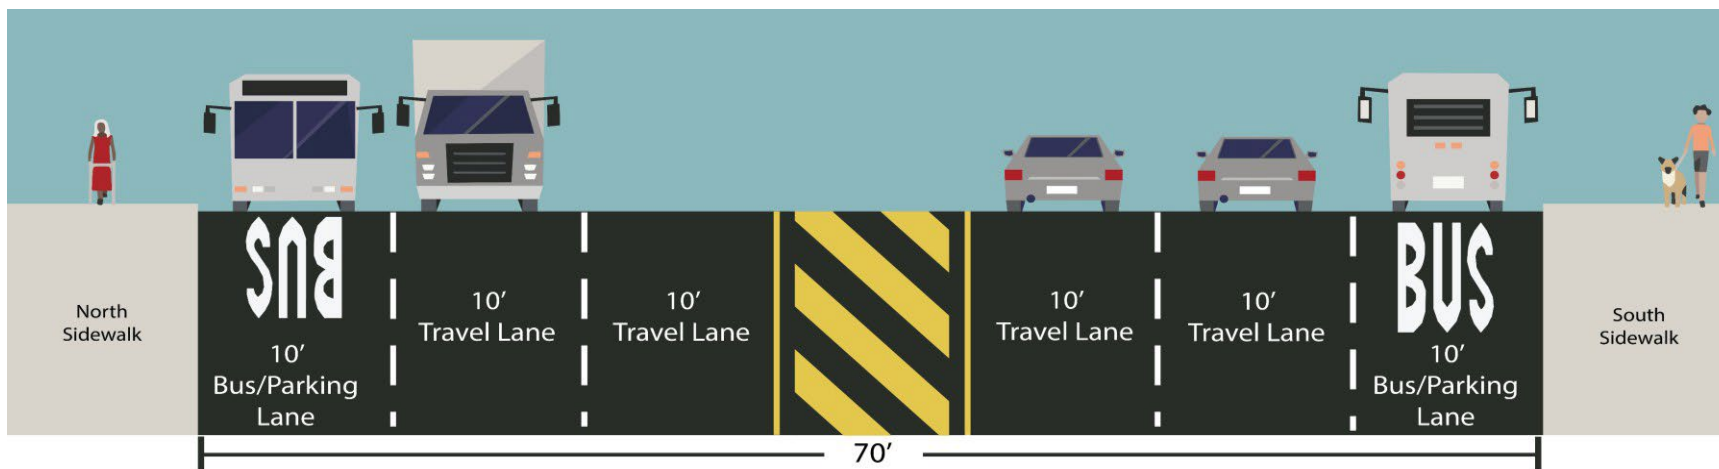 North
Sidewalk
BUS
10'
Bus/Parking
Lane
10'
Travel Lane
10'
Travel Lane
10'
Travel Lane
10'
Travel Lane
BUS
10'
Bus/Parking
Lane
South
Sidewalk
70'